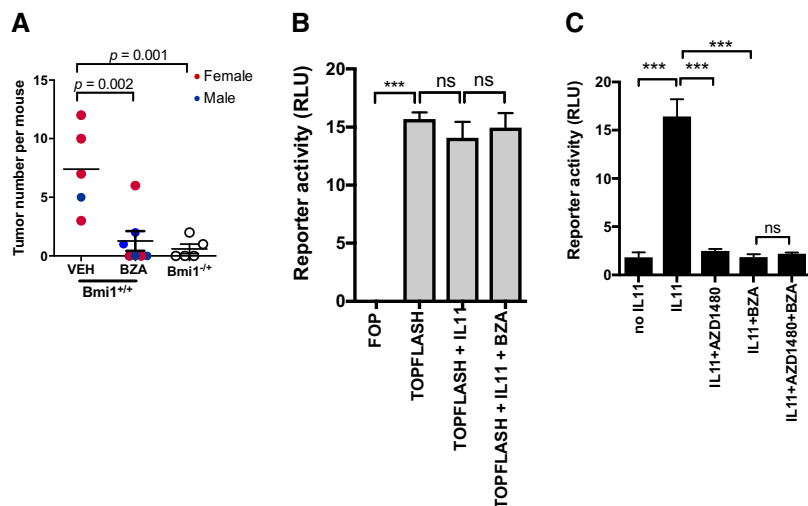 A
p = 0.001
p = 0.002
Female
Male
Tumor number per mouse
15
10
5
0
VEH
BZA
Bmi1-/+
Bmi1+/+
B
Reporter activity (RLU)
20
15
10
5
0
***
ns
ns
FOP
TOPFLASH
TOPFLASH + IL11
TOPFLASH + IL11 + BZA
C
Reporter activity (RLU)
20
15
10
5
0
***
***
***
ns
no IL11
IL11
IL11+AZD1480
IL11+BZA
IL11+AZD1480+BZA